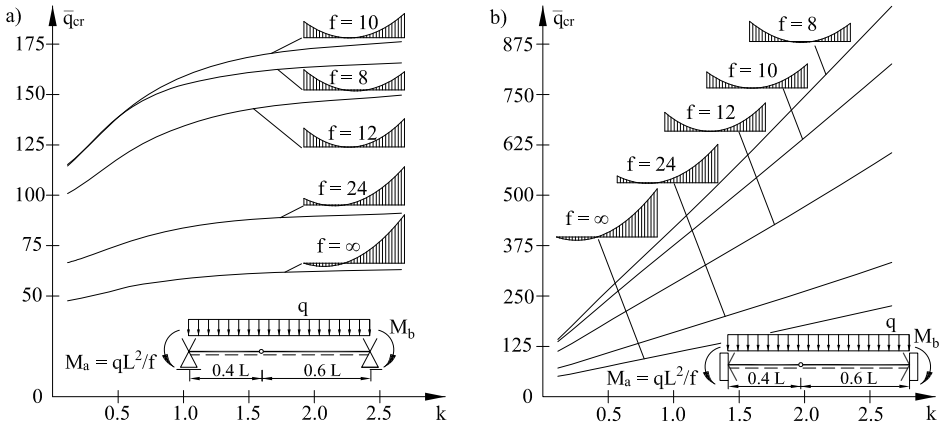 a)
q̅cr
175
150
125
100
75
50
0
0.5
1.0
1.5
2.0
2.5
k
f = 10
f = 8
f = 12
f = 24
f = ∞
q
Mb
Ma = qL²/f
0.4 L
0.6 L
b)
q̅cr
875
750
625
500
375
250
125
0
0.5
1.0
1.5
2.0
2.5
k
f = 8
f = 10
f = 12
f = 24
f = ∞
q
Mb
Ma = qL²/f
0.4 L
0.6 L